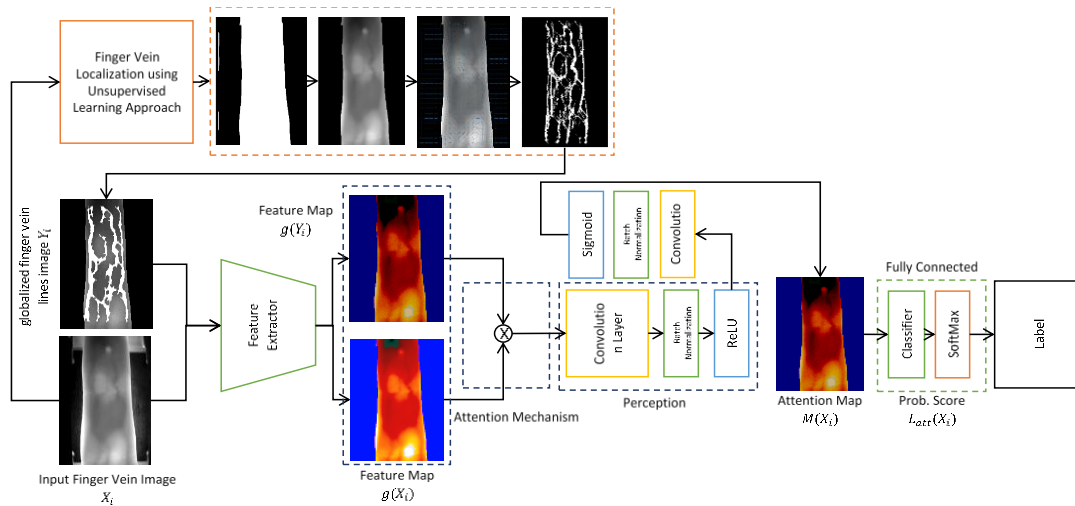 Finger Vein
Localization using
Unsupervised
Learning Approach
globalized finger vein
lines image Y_i
Feature Map
g(Y_i)
Feature
Extractor
Sigmoid
Batch
Normalization
Convolutio
Convolutio
n Layer
Batch
Normalization
ReLU
X
Attention Mechanism
Perception
Fully Connected
Classifier
SoftMax
Label
Attention Map
M(X_i)
Prob. Score
L_att(X_i)
Input Finger Vein Image
X_i
Feature Map
g(X_i)